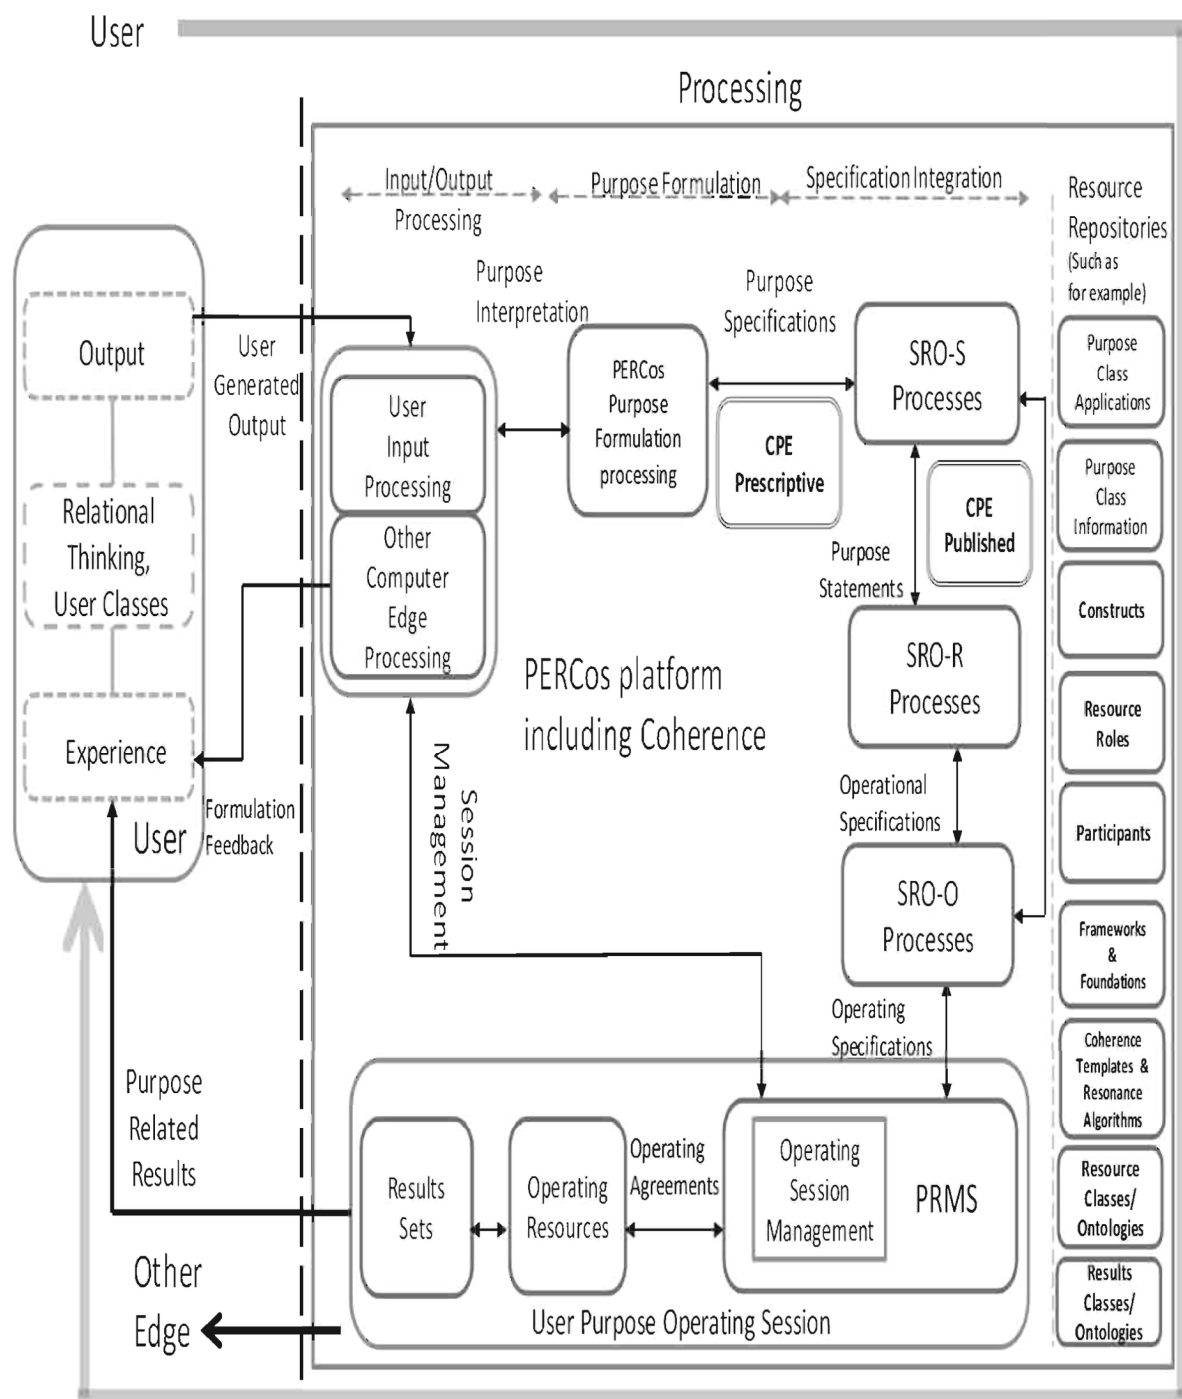 User
Processing
Input/Output
Processing
Purpose Formulation
Specification Integration
Resource
Repositories
(Such as
for example)
Output
User
Generated
Output
Relational
Thinking,
User Classes
Experience
User
Formulation
Feedback
Purpose
Interpretation
User
Input
Processing
Other
Computer
Edge
Processing
PERCos
Purpose
Formulation
processing
Purpose
Specifications
CPE
Prescriptive
SRO-S
Processes
CPE
Published
Purpose
Statements
SRO-R
Processes
PERCos platform
including Coherence
Session
Management
Operational
Specifications
SRO-O
Processes
Operating
Specifications
Purpose
Class
Applications
Purpose
Class
Information
Constructs
Resource
Roles
Participants
Frameworks
&
Foundations
Coherence
Templates &
Resonance
Algorithms
Resource
Classes/
Ontologies
Results
Classes/
Ontologies
Purpose
Related
Results
Results
Sets
Operating
Resources
Operating
Agreements
Operating
Session
Management
PRMS
User Purpose Operating Session
Other
Edge